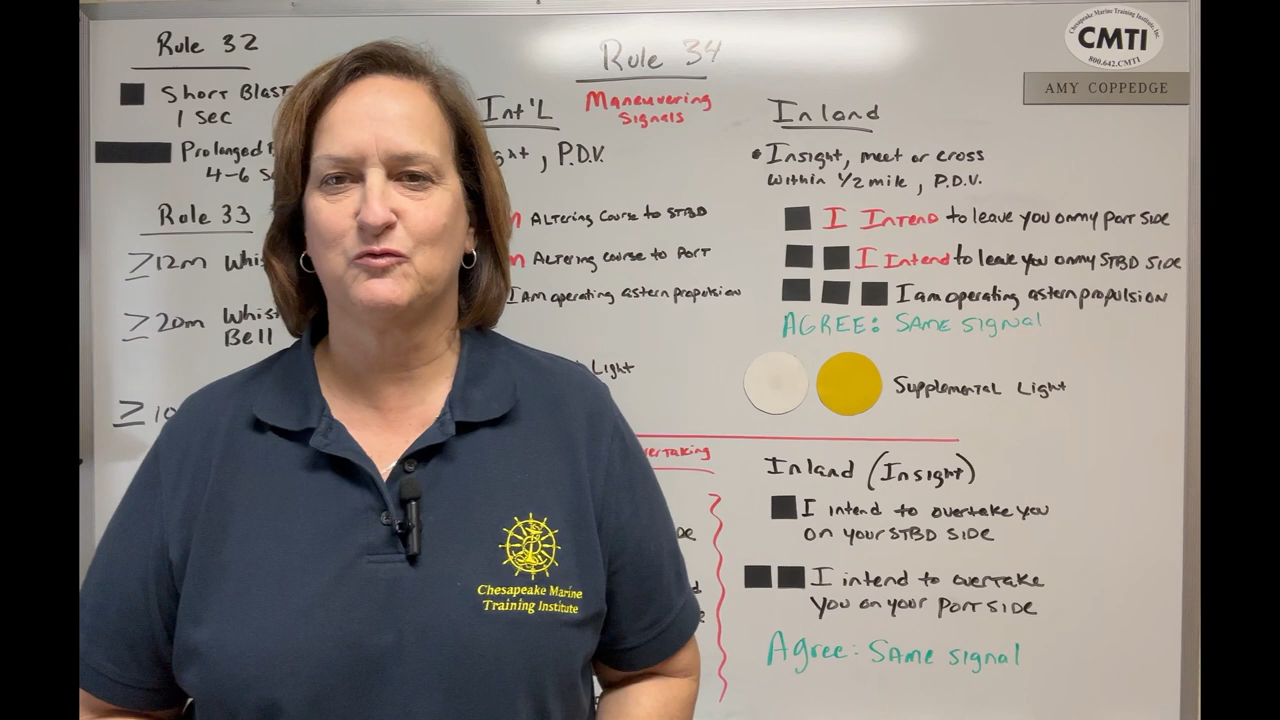 Rule 32
Short Blast
1 Sec
Prolonged
4-6
Rule 33
≥12m
≥20m
Bell
Rule 34
Maneuvering
Signals
Int'L
, P.D.V.
Altering Course to STBD
Altering course to Port
I Am operating astern propulsion
Light
Inland
• Insight, meet or cross
within 1/2 mile, P.D.V.
I Intend to leave you on my port side
I Intend to leave you on my STBD side
I am operating astern propulsion
AGREE: SAME signal
Supplemental Light
Inland (Insight)
I intend to overtake you
on your STBD SIDE
I intend to overtake
you on your Port side
Agree: SAME signal
Chesapeake Marine Training Institute, Inc.
CMTI
800.642.CMTI
AMY COPPEDGE
Chesapeake Marine
Training Institute